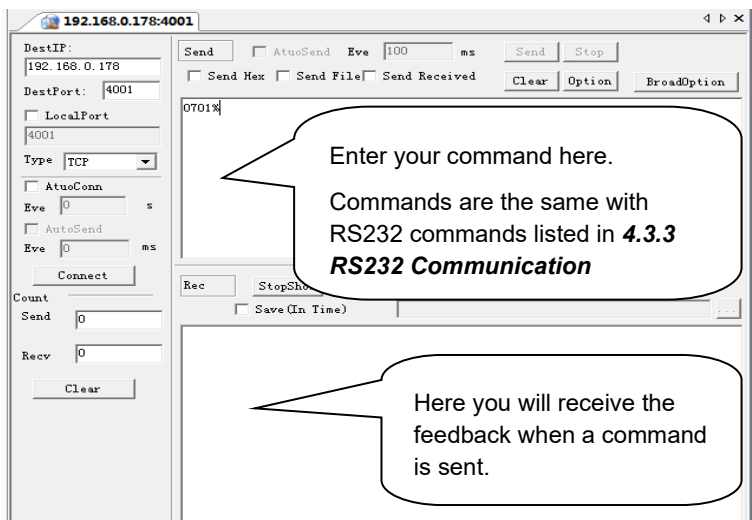 192.168.0.178:4001
DestIP:
192.168.0.178
DestPort: 4001
LocalPort
4001
Type TCP
AtuoConn
Eve 0 s
AutoSend
Eve 0 ms
Connect
Count
Send 0
Recv 0
Clear
Send AtuoSend Eve 100 ms Send Stop
Send Hex Send File Send Received Clear Option BroadOption
0701%
Enter your command here.
Commands are the same with
RS232 commands listed in 4.3.3
RS232 Communication
Rec
Save(In Time) ...
Here you will receive the
feedback when a command
is sent.